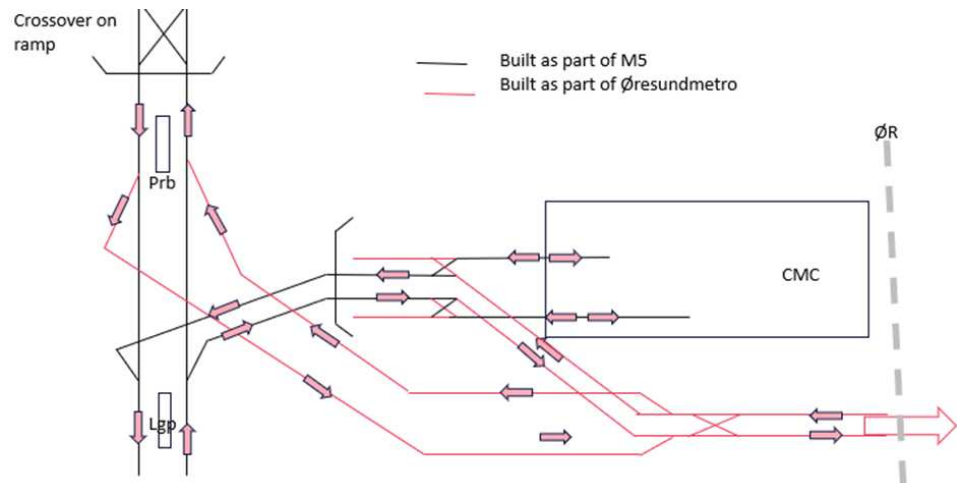 Crossover on
ramp
Built as part of M5
Built as part of Øresundmetro
ØR
Prb
CMC
Lgp